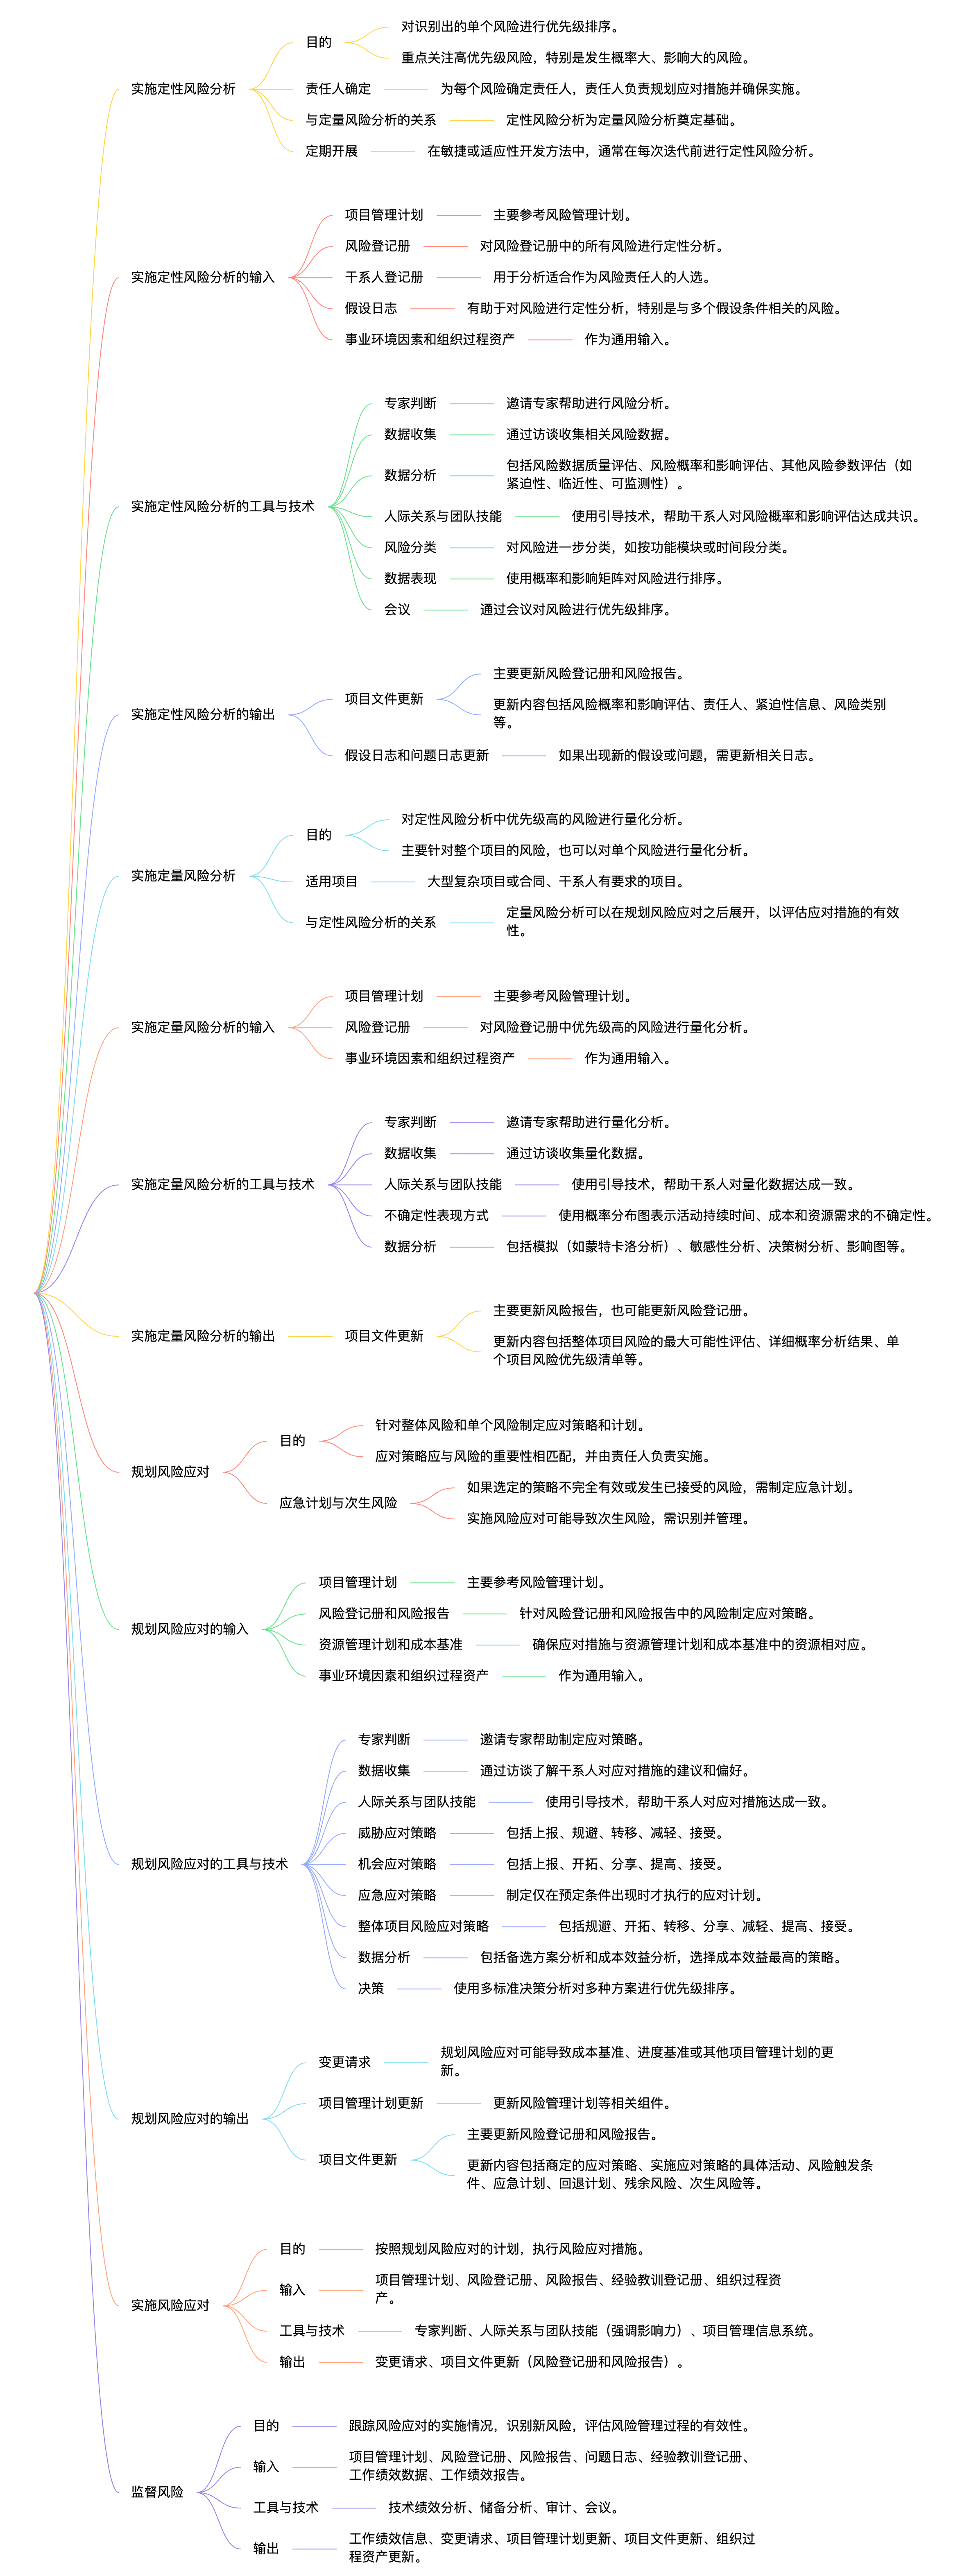 实施定性风险分析
目的
对识别出的单个风险进行优先级排序。
重点关注高优先级风险，特别是发生概率大、影响大的风险。
责任人确定
为每个风险确定责任人，责任人负责规划应对措施并确保实施。
与定量风险分析的关系
定性风险分析为定量风险分析奠定基础。
定期开展
在敏捷或适应性开发方法中，通常在每次迭代前进行定性风险分析。
实施定性风险分析的输入
项目管理计划
主要参考风险管理计划。
风险登记册
对风险登记册中的所有风险进行定性分析。
干系人登记册
用于分析适合作为风险责任人的人选。
假设日志
有助于对风险进行定性分析，特别是与多个假设条件相关的风险。
事业环境因素和组织过程资产
作为通用输入。
实施定性风险分析的工具与技术
专家判断
邀请专家帮助进行风险分析。
数据收集
通过访谈收集相关风险数据。
数据分析
包括风险数据质量评估、风险概率和影响评估、其他风险参数评估（如
紧迫性、临近性、可监测性）。
人际关系与团队技能
使用引导技术，帮助干系人对风险概率和影响评估达成共识。
风险分类
对风险进一步分类，如按功能模块或时间段分类。
数据表现
使用概率和影响矩阵对风险进行排序。
会议
通过会议对风险进行优先级排序。
实施定性风险分析的输出
项目文件更新
主要更新风险登记册和风险报告。
更新内容包括风险概率和影响评估、责任人、紧迫性信息、风险类别
等。
假设日志和问题日志更新
如果出现新的假设或问题，需更新相关日志。
实施定量风险分析
目的
对定性风险分析中优先级高的风险进行量化分析。
主要针对整个项目的风险，也可以对单个风险进行量化分析。
适用项目
大型复杂项目或合同、干系人有要求的项目。
与定性风险分析的关系
定量风险分析可以在规划风险应对之后展开，以评估应对措施的有效
性。
实施定量风险分析的输入
项目管理计划
主要参考风险管理计划。
风险登记册
对风险登记册中优先级高的风险进行量化分析。
事业环境因素和组织过程资产
作为通用输入。
实施定量风险分析的工具与技术
专家判断
邀请专家帮助进行量化分析。
数据收集
通过访谈收集量化数据。
人际关系与团队技能
使用引导技术，帮助干系人对量化数据达成一致。
不确定性表现方式
使用概率分布图表示活动持续时间、成本和资源需求的不确定性。
数据分析
包括模拟（如蒙特卡洛分析）、敏感性分析、决策树分析、影响图等。
实施定量风险分析的输出
项目文件更新
主要更新风险报告，也可能更新风险登记册。
更新内容包括整体项目风险的最大可能性评估、详细概率分析结果、单
个项目风险优先级清单等。
规划风险应对
目的
针对整体风险和单个风险制定应对策略和计划。
应对策略应与风险的重要性相匹配，并由责任人负责实施。
应急计划与次生风险
如果选定的策略不完全有效或发生已接受的风险，需制定应急计划。
实施风险应对可能导致次生风险，需识别并管理。
规划风险应对的输入
项目管理计划
主要参考风险管理计划。
风险登记册和风险报告
针对风险登记册和风险报告中的风险制定应对策略。
资源管理计划和成本基准
确保应对措施与资源管理计划和成本基准中的资源相对应。
事业环境因素和组织过程资产
作为通用输入。
规划风险应对的工具与技术
专家判断
邀请专家帮助制定应对策略。
数据收集
通过访谈了解干系人对应对措施的建议和偏好。
人际关系与团队技能
使用引导技术，帮助干系人对应对措施达成一致。
威胁应对策略
包括上报、规避、转移、减轻、接受。
机会应对策略
包括上报、开拓、分享、提高、接受。
应急应对策略
制定仅在预定条件出现时才执行的应对计划。
整体项目风险应对策略
包括规避、开拓、转移、分享、减轻、提高、接受。
数据分析
包括备选方案分析和成本效益分析，选择成本效益最高的策略。
决策
使用多标准决策分析对多种方案进行优先级排序。
规划风险应对的输出
变更请求
规划风险应对可能导致成本基准、进度基准或其他项目管理计划的更
新。
项目管理计划更新
更新风险管理计划等相关组件。
项目文件更新
主要更新风险登记册和风险报告。
更新内容包括商定的应对策略、实施应对策略的具体活动、风险触发条
件、应急计划、回退计划、残余风险、次生风险等。
实施风险应对
目的
按照规划风险应对的计划，执行风险应对措施。
输入
项目管理计划、风险登记册、风险报告、经验教训登记册、组织过程资
产。
工具与技术
专家判断、人际关系与团队技能（强调影响力）、项目管理信息系统。
输出
变更请求、项目文件更新（风险登记册和风险报告）。
监督风险
目的
跟踪风险应对的实施情况，识别新风险，评估风险管理过程的有效性。
输入
项目管理计划、风险登记册、风险报告、问题日志、经验教训登记册、
工作绩效数据、工作绩效报告。
工具与技术
技术绩效分析、储备分析、审计、会议。
输出
工作绩效信息、变更请求、项目管理计划更新、项目文件更新、组织过
程资产更新。